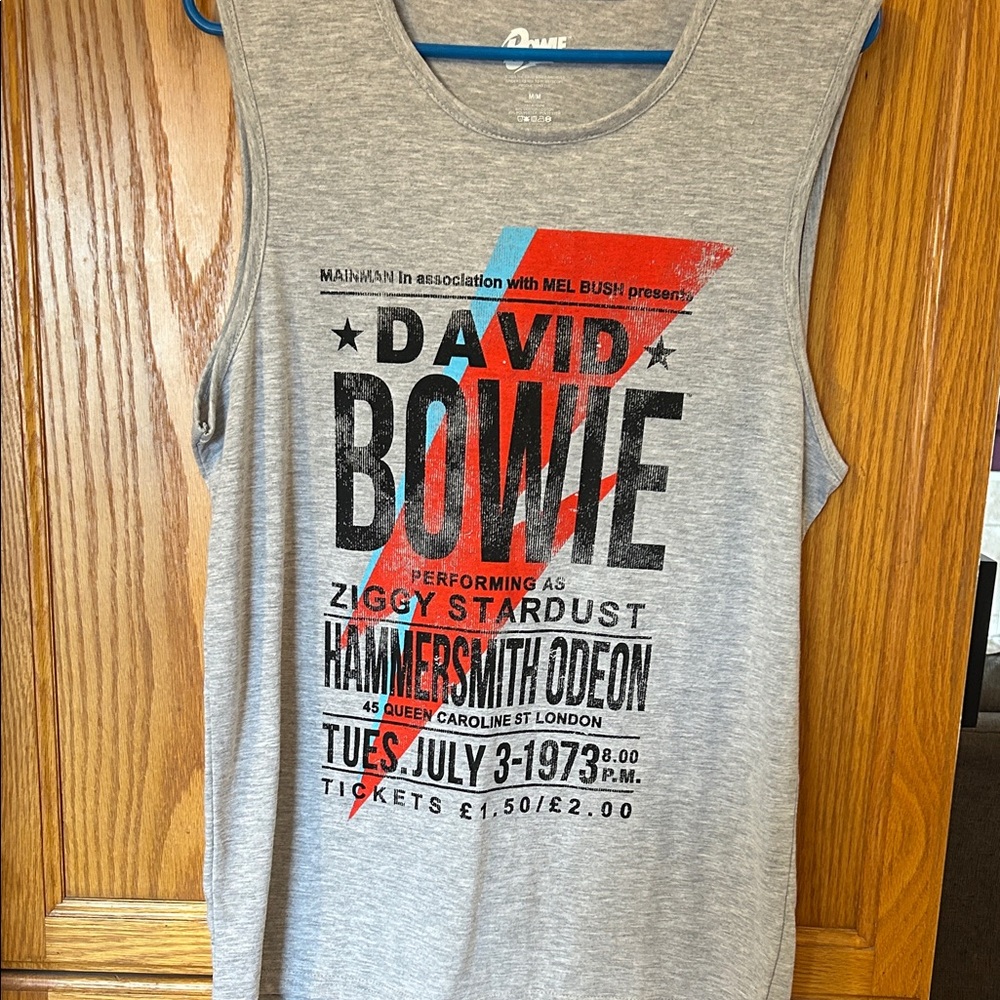 BOWIE
M/M
MAINMAN In association with MEL BUSH presents
★ DAVID ★
BOWIE
PERFORMING AS
ZIGGY STARDUST
HAMMERSMITH ODEON
45 QUEEN CAROLINE ST LONDON
TUES. JULY 3-1973 8.00 P.M.
TICKETS £1.50/£2.00